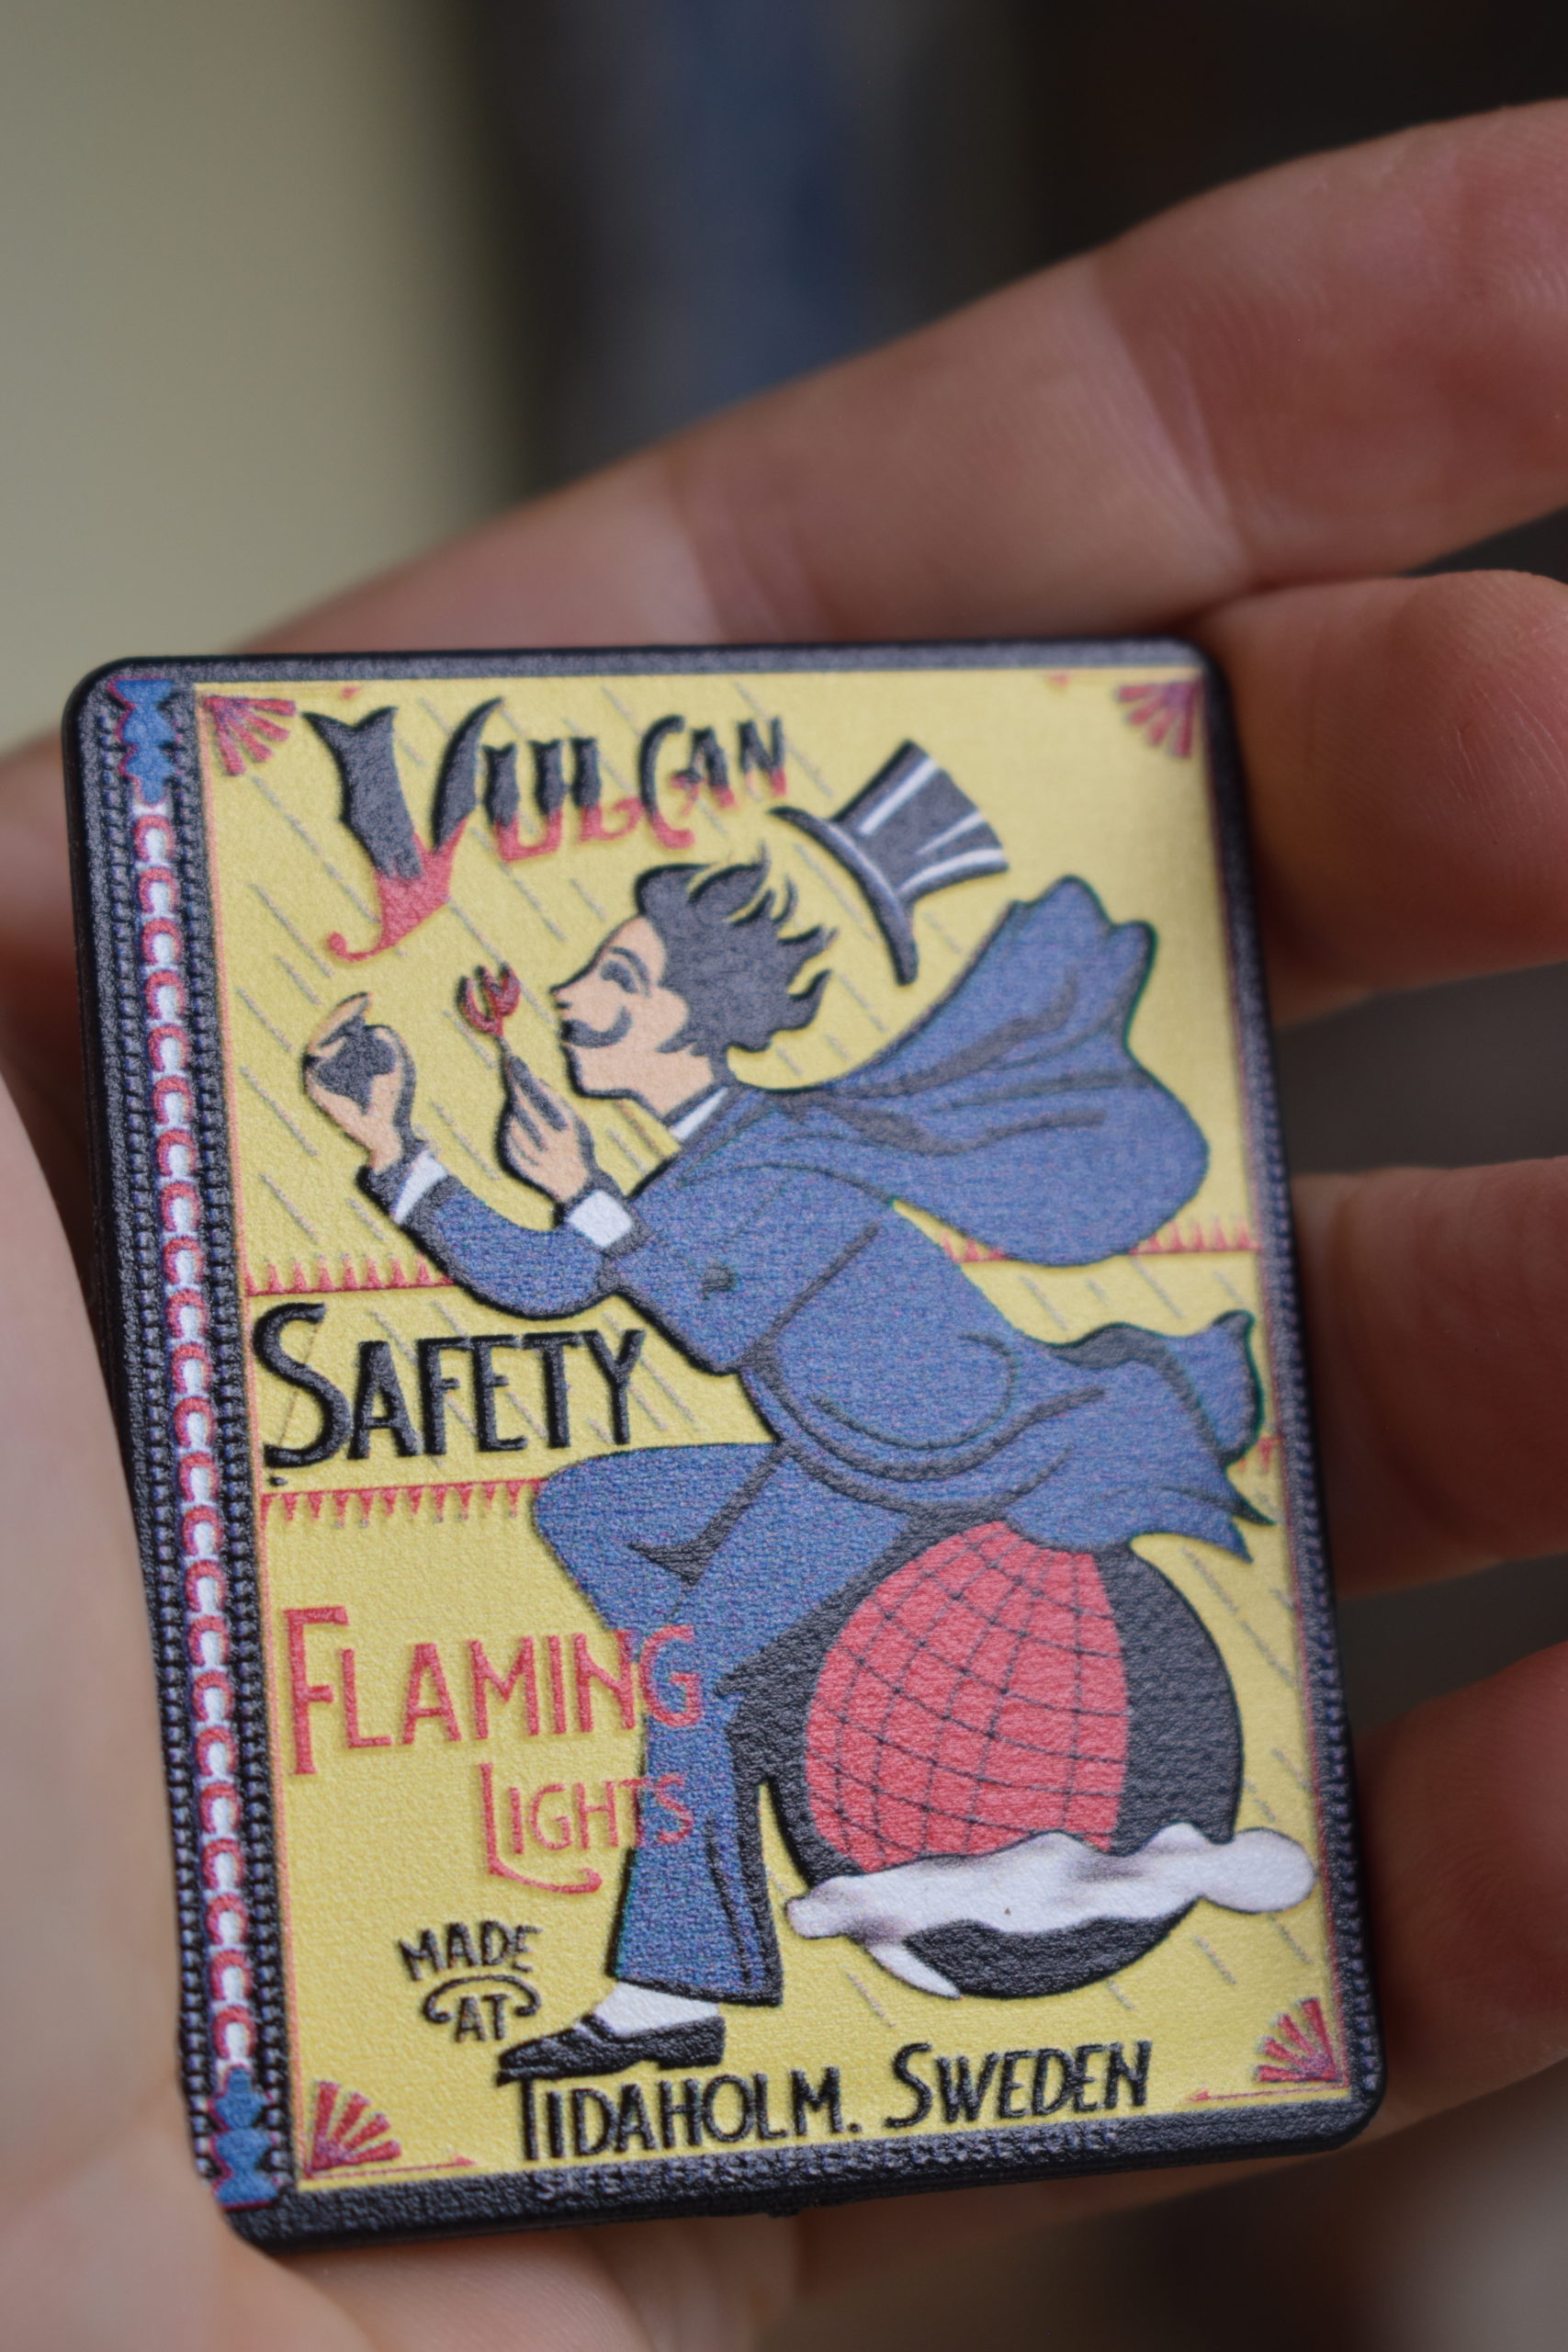 VULCAN
SAFETY
FLAMING
LIGHTS
MADE
AT
TIDAHOLM. SWEDEN